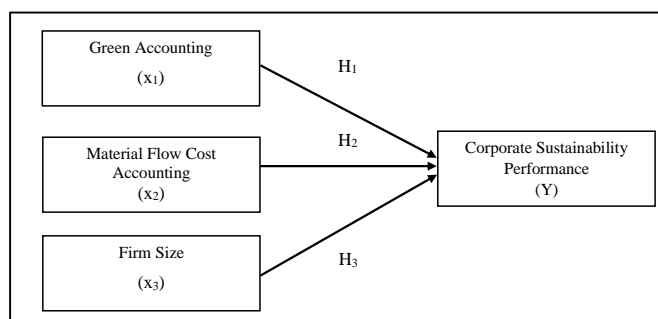 Green Accounting
(x₁)
H₁
Material Flow Cost
Accounting
(x₂)
H₂
Corporate Sustainability
Performance
(Y)
Firm Size
(x₃)
H₃